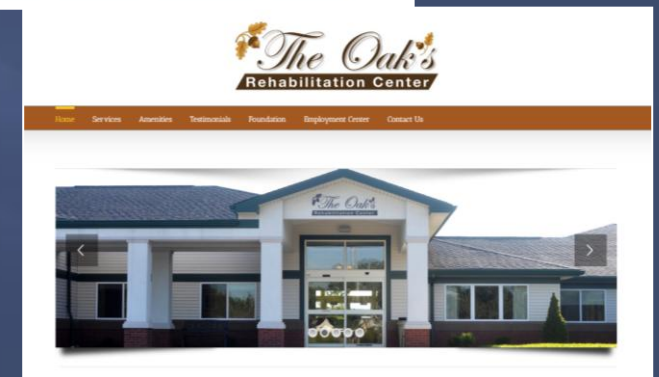 The Oak's
Rehabilitation Center
Home Services Amenities Testimonials Foundation Employment Center Contact Us
The Oak's
Rehabilitation Center